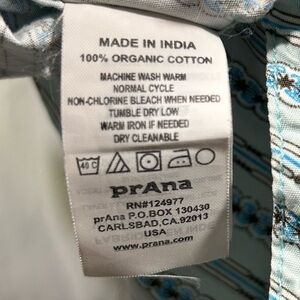 MADE IN INDIA
100% ORGANIC COTTON
MACHINE WASH WARM
NORMAL CYCLE
NON-CHLORINE BLEACH WHEN NEEDED
TUMBLE DRY LOW
WARM IRON IF NEEDED
DRY CLEANABLE
prAna
RN#124977
prAna P.O.BOX 130430
CARLSBAD,CA.92013
USA
www.prana.com